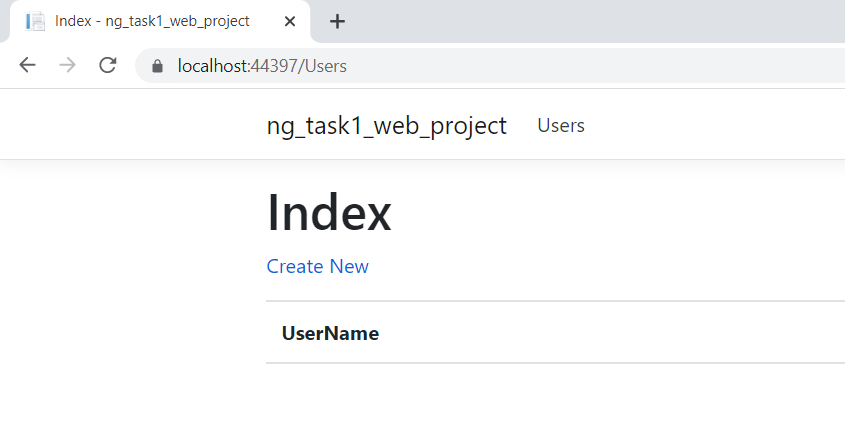 Index - ng_task1_web_project
localhost:44397/Users
ng_task1_web_project Users
Index
Create New
UserName